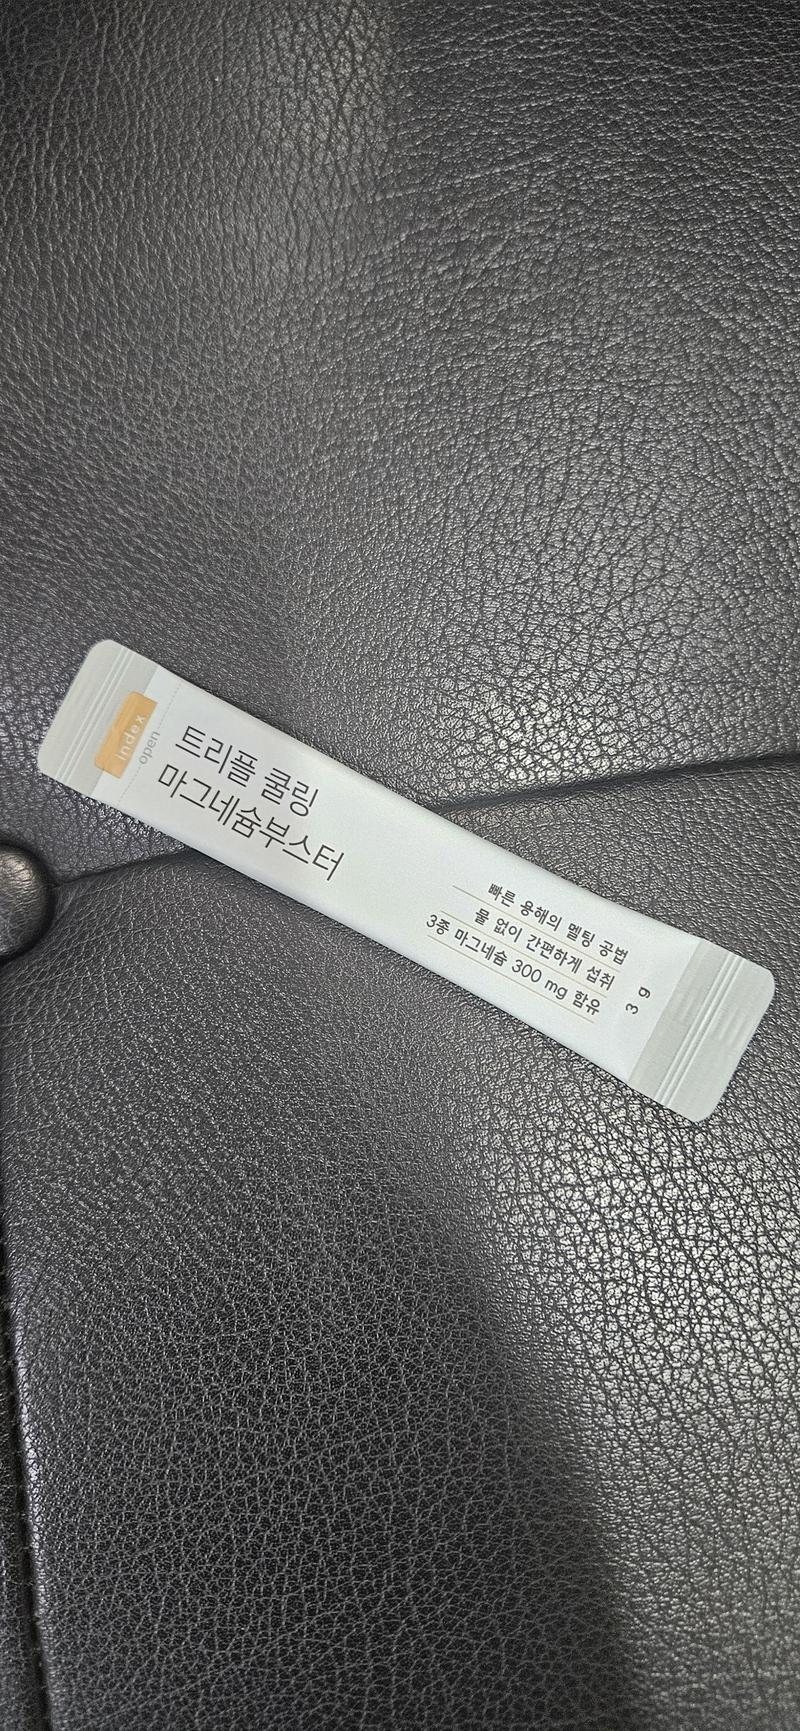 index
open
트리플 쿨링
마그네슘부스터
빠른 용해의 멜팅 공법
물 없이 간편하게 섭취
3종 마그네슘 300 mg 함유
3 g